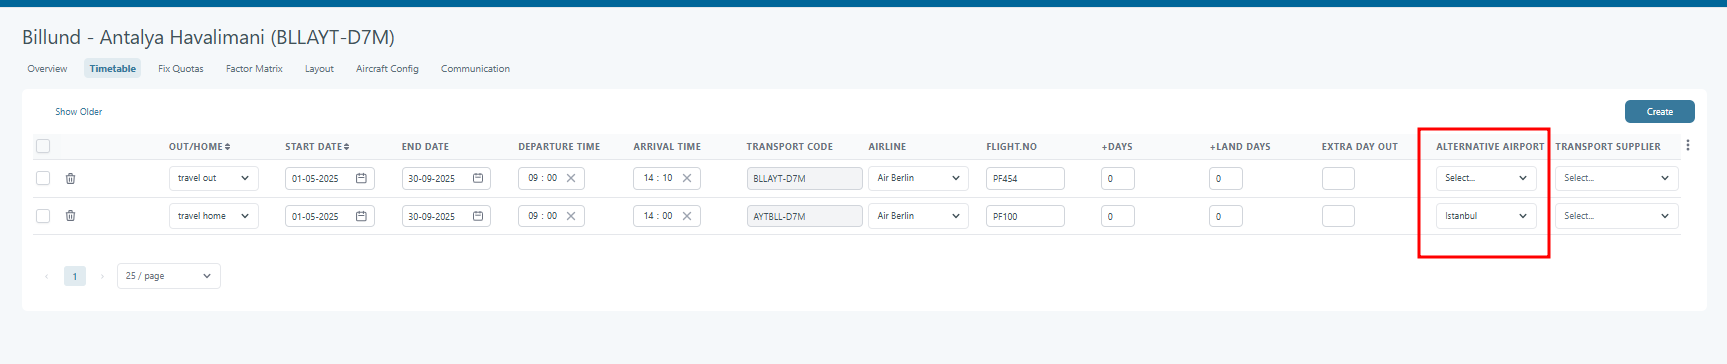 Billund - Antalya Havalimani (BLLAYT-D7M)
Overview Timetable Fix Quotas Factor Matrix Layout Aircraft Config Communication
Show Older Create
OUT/HOME START DATE END DATE DEPARTURE TIME ARRIVAL TIME TRANSPORT CODE AIRLINE FLIGHT.NO +DAYS +LAND DAYS EXTRA DAY OUT ALTERNATIVE AIRPORT TRANSPORT SUPPLIER
travel out 01-05-2025 30-09-2025 09 : 00 14 : 10 BLLAYT-D7M Air Berlin PF454 0 0 Select... Select...
travel home 01-05-2025 30-09-2025 09 : 00 14 : 00 AYTBLL-D7M Air Berlin PF100 0 0 Istanbul Select...
1 25 / page